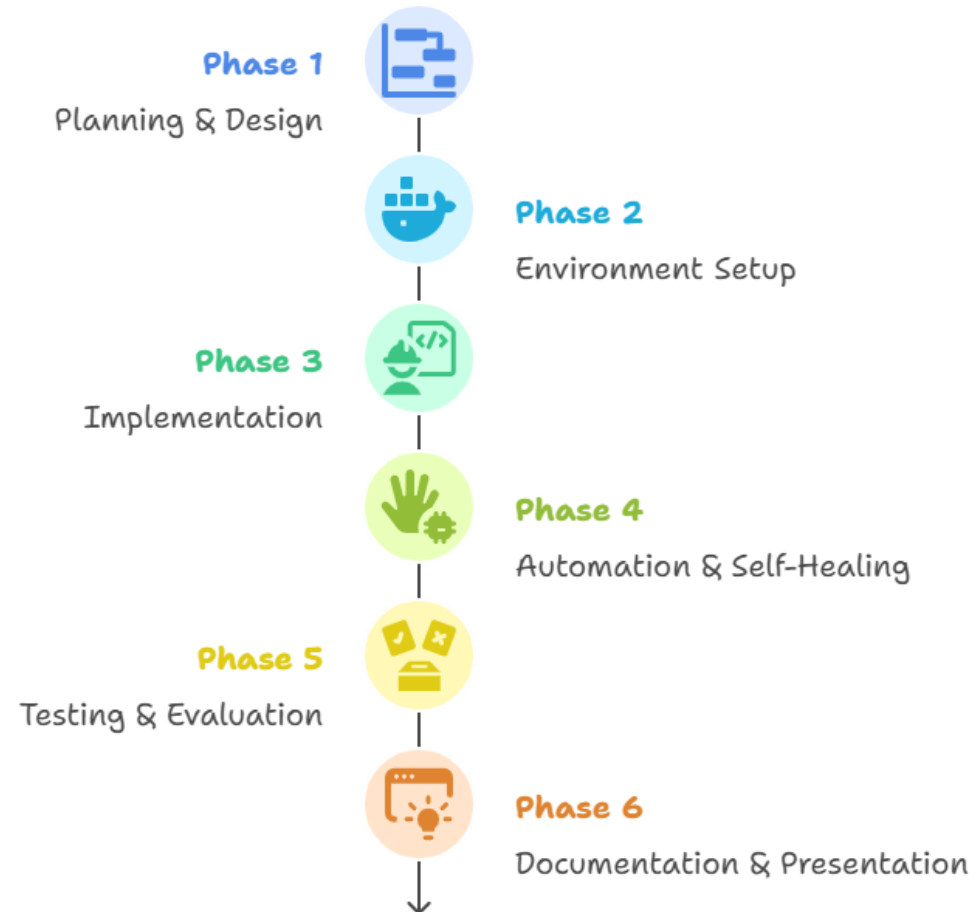 Phase 1
Planning & Design
Phase 2
Environment Setup
</>
Phase 3
Implementation
Phase 4
Automation & Self-Healing
Phase 5
Testing & Evaluation
Phase 6
Documentation & Presentation